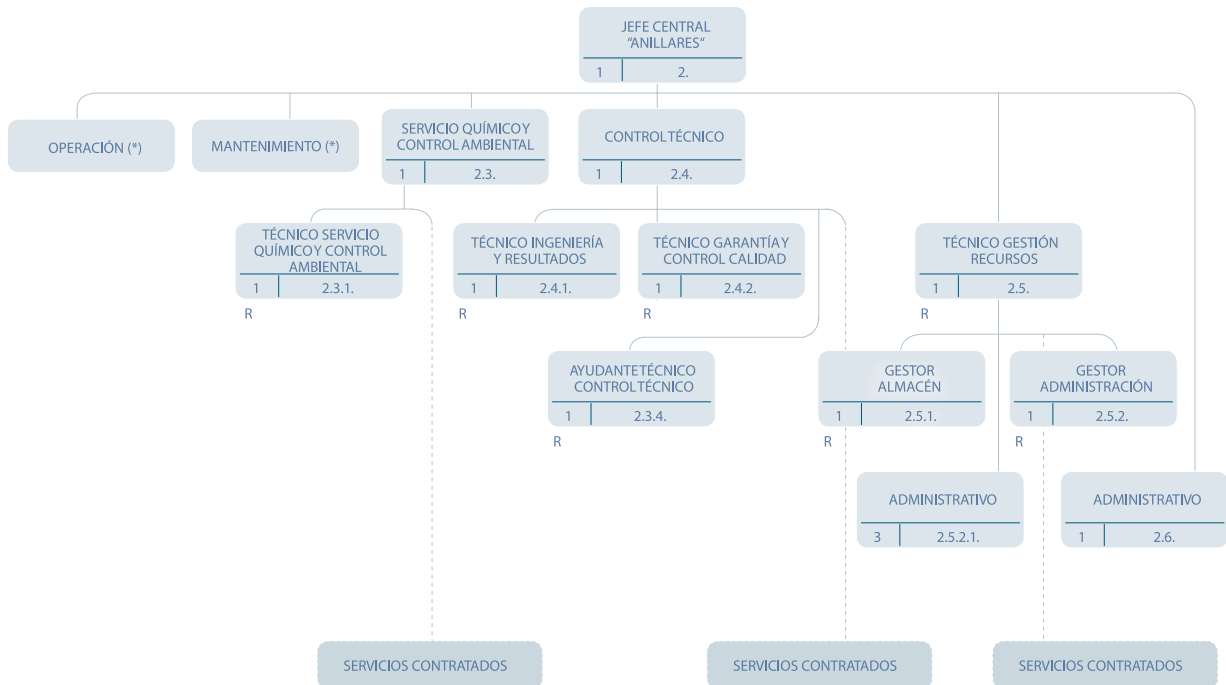 JEFE CENTRAL
“ANILLARES”
1 2.
OPERACIÓN (*)
MANTENIMIENTO (*)
SERVICIO QUÍMICO Y
CONTROL AMBIENTAL
1 2.3.
CONTROL TÉCNICO
1 2.4.
TÉCNICO SERVICIO
QUÍMICO Y CONTROL
AMBIENTAL
1 2.3.1.
R
TÉCNICO INGENIERÍA
Y RESULTADOS
1 2.4.1.
R
TÉCNICO GARANTÍA Y
CONTROL CALIDAD
1 2.4.2.
R
TÉCNICO GESTIÓN
RECURSOS
1 2.5.
R
AYUDANTE TÉCNICO
CONTROL TÉCNICO
1 2.3.4.
R
GESTOR
ALMACÉN
1 2.5.1.
R
GESTOR
ADMINISTRACIÓN
1 2.5.2.
R
ADMINISTRATIVO
3 2.5.2.1.
ADMINISTRATIVO
1 2.6.
SERVICIOS CONTRATADOS
SERVICIOS CONTRATADOS
SERVICIOS CONTRATADOS